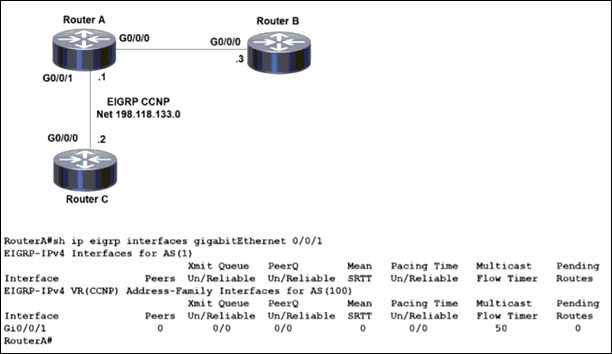 Router A
Router B
G0/0/0
G0/0/0
.3
G0/0/1
.1
EIGRP CCNP
Net 198.118.133.0
G0/0/0
.2
Router C
RouterA#sh ip eigrp interfaces gigabitEthernet 0/0/1
EIGRP-IPv4 Interfaces for AS(1)
Xmit Queue PeerQ Mean Pacing Time Multicast Pending
Interface Peers Un/Reliable Un/Reliable SRTT Un/Reliable Flow Timer Routes
EIGRP-IPv4 VR(CCNP) Address-Family Interfaces for AS(100)
Xmit Queue PeerQ Mean Pacing Time Multicast Pending
Interface Peers Un/Reliable Un/Reliable SRTT Un/Reliable Flow Timer Routes
Gi0/0/1 0 0/0 0/0 0 0/0 50 0
RouterA#